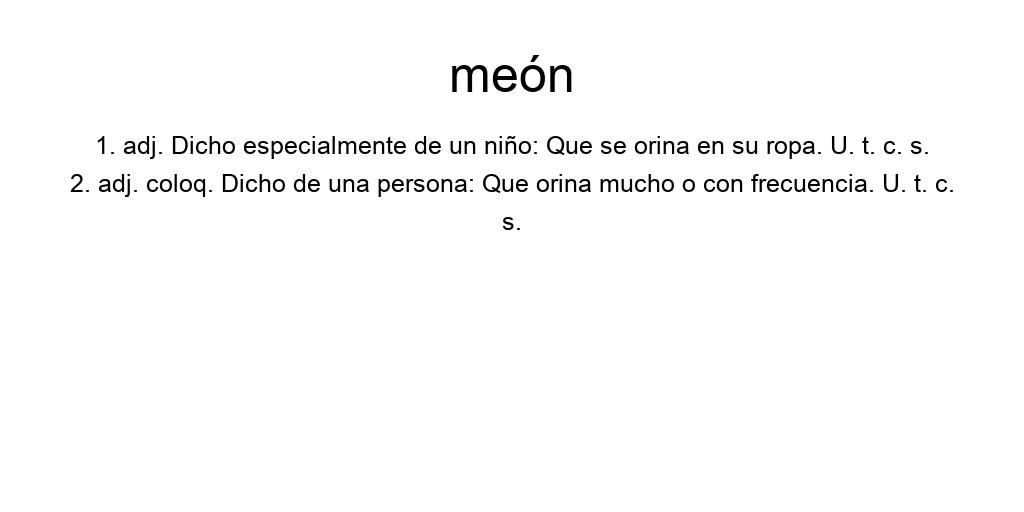 meón
1. adj. Dicho especialmente de un niño: Que se orina en su ropa. U. t. c. s.
2. adj. coloq. Dicho de una persona: Que orina mucho o con frecuencia. U. t. c.
s.